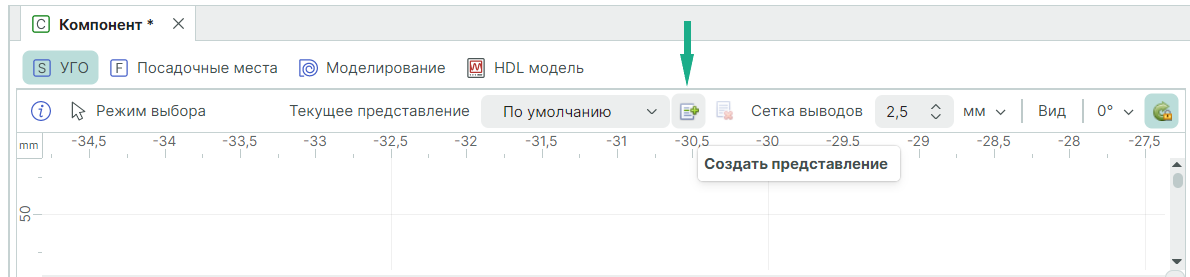 C Компонент *
S УГО F Посадочные места Моделирование HDL модель
Режим выбора Текущее представление По умолчанию Сетка выводов 2,5 мм Вид 0°
mm -34,5 -34 -33,5 -33 -32,5 -32 -31,5 -31 -30,5 -30 -29,5 -29 -28,5 -28 -27,5
Создать представление
50